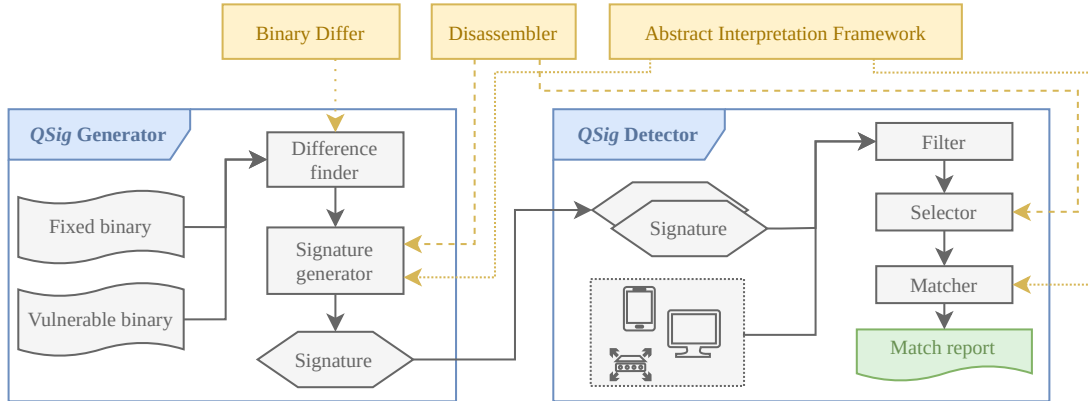 Binary Differ
Disassembler
Abstract Interpretation Framework
QSig Generator
Difference
finder
Fixed binary
Signature
generator
Vulnerable binary
Signature
QSig Detector
Filter
Signature
Selector
Matcher
Match report